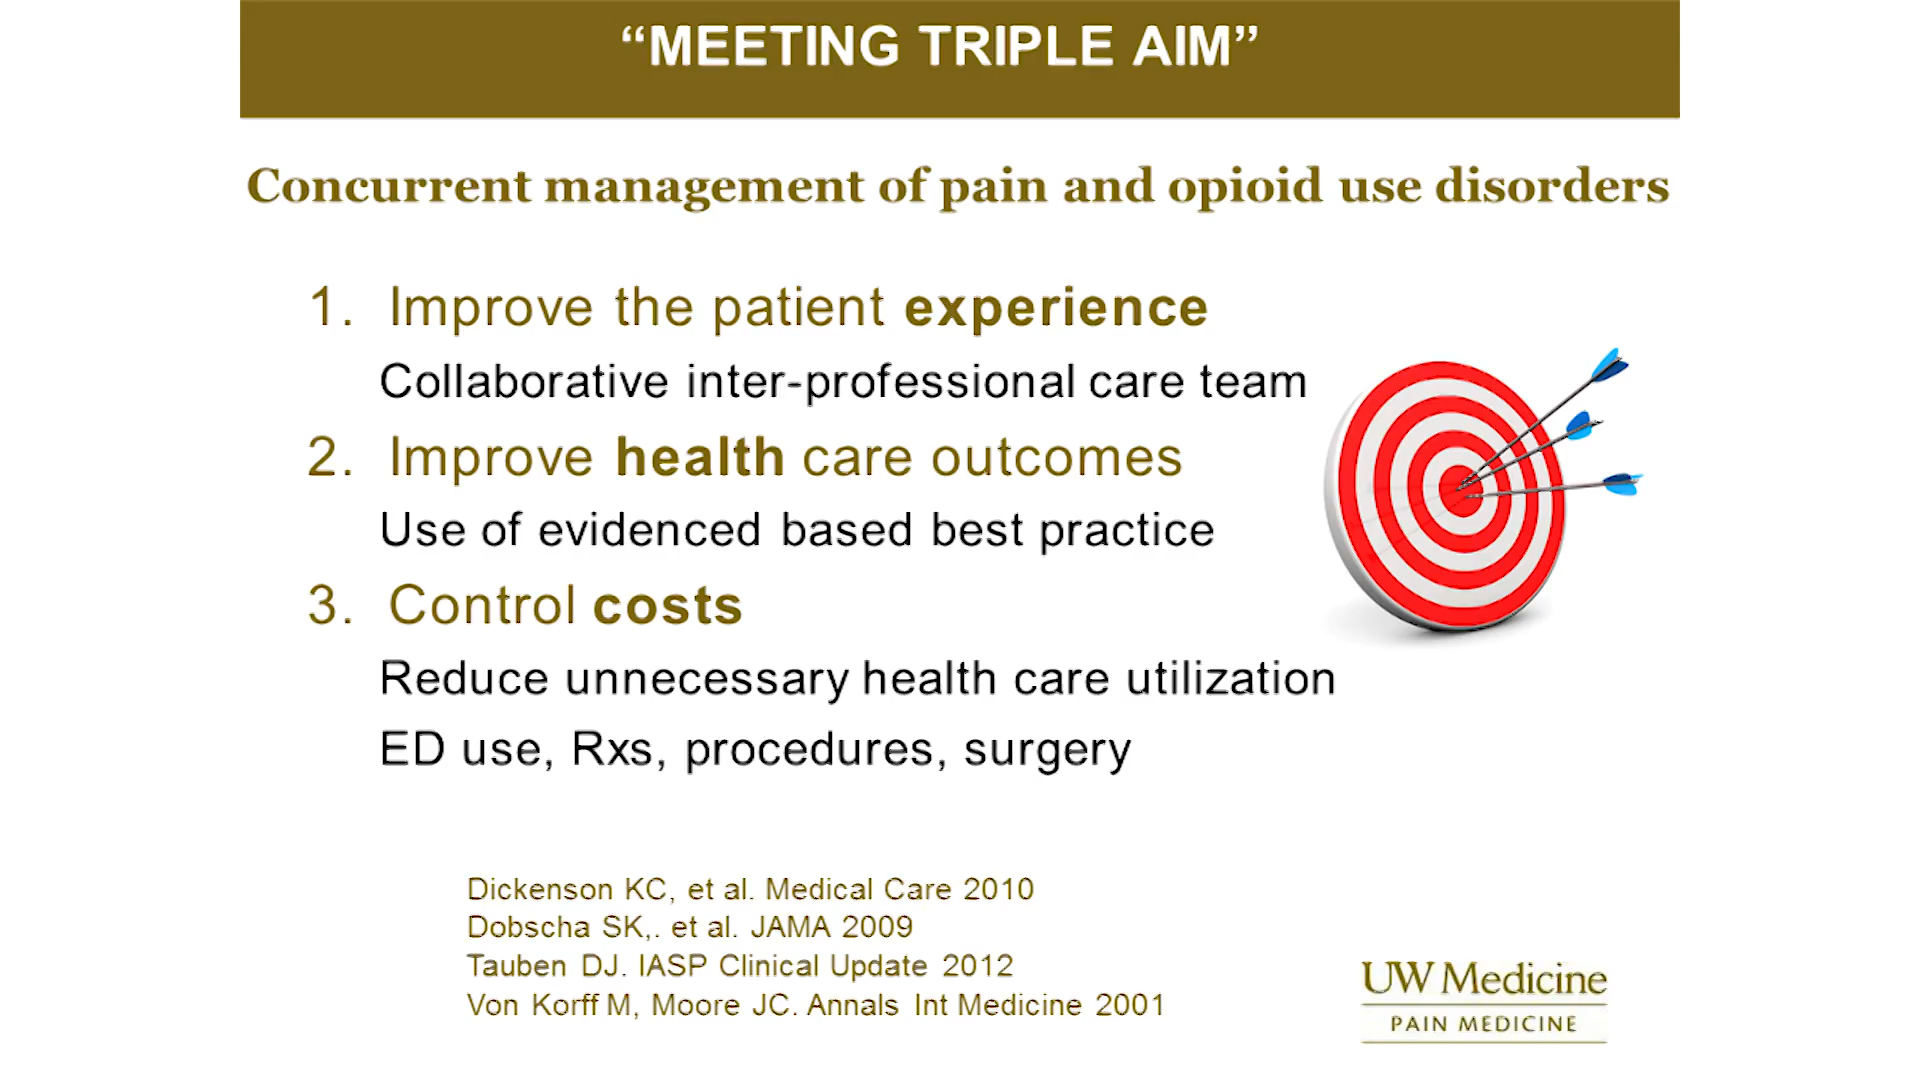 “MEETING TRIPLE AIM”
Concurrent management of pain and opioid use disorders
1. Improve the patient experience
Collaborative inter-professional care team
2. Improve health care outcomes
Use of evidenced based best practice
3. Control costs
Reduce unnecessary health care utilization
ED use, Rxs, procedures, surgery
Dickenson KC, et al. Medical Care 2010
Dobscha SK,. et al. JAMA 2009
Tauben DJ. IASP Clinical Update 2012
Von Korff M, Moore JC. Annals Int Medicine 2001
UW Medicine
PAIN MEDICINE